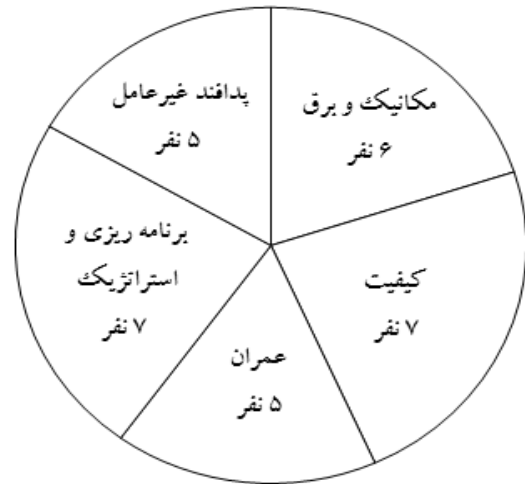 پدافند غیرعامل
۵ نفر
مکانیک و برق
۶ نفر
برنامه ریزی و
استراتژیک
۷ نفر
کیفیت
۷ نفر
عمران
۵ نفر